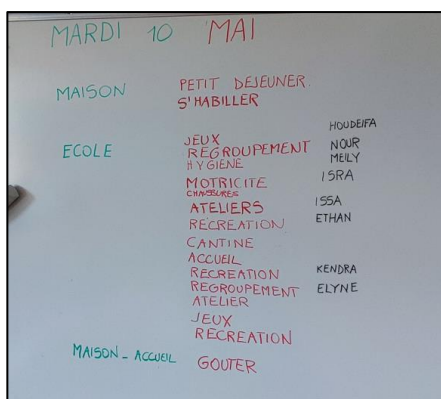 MARDI 10 MAI
MAISON PETIT DEJEUNER.
S'HABILLER
HOUDEIFA
ECOLE JEUX
REGROUPEMENT NOUR
HYGIENE MEILY
MOTRICITE ISRA
CHAUSSURES
ATELIERS ISSA
RECREATION ETHAN
CANTINE
ACCUEIL
RECREATION KENDRA
REGROUPEMENT ELYNE
ATELIER
JEUX
RECREATION
MAISON - ACCUEIL GOUTER